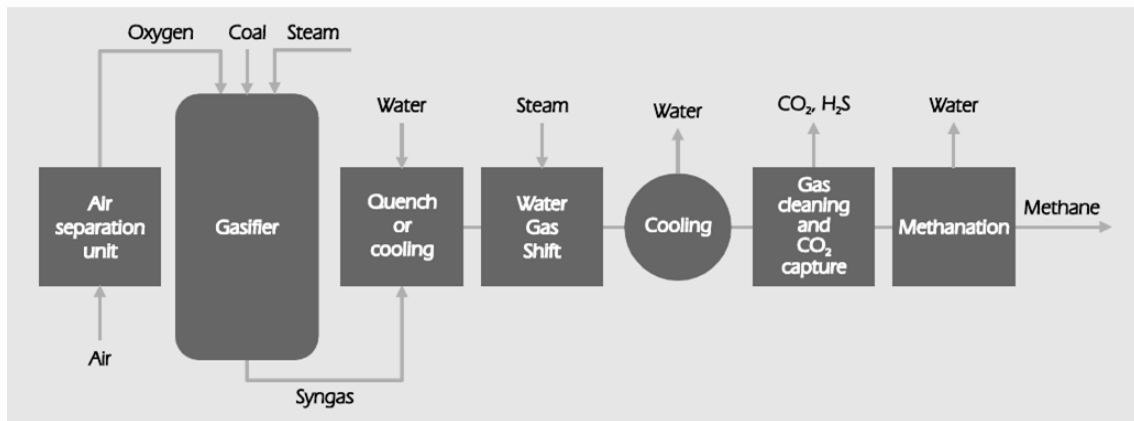 Oxygen
Coal
Steam
Water
Steam
Water
CO₂, H₂S
Water
Air
separation
unit
Gasifier
Quench
or
cooling
Water
Gas
Shift
Cooling
Gas
cleaning
and
CO₂
capture
Methanation
Methane
Air
Syngas